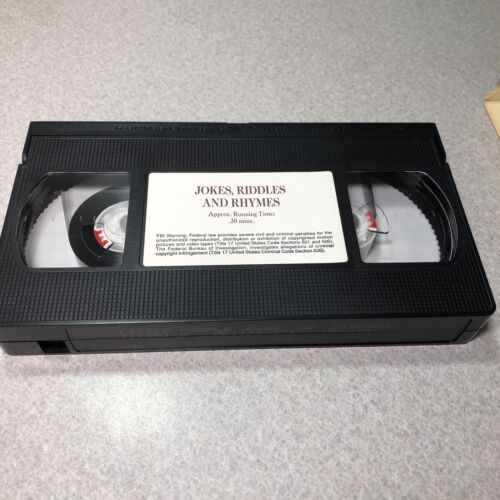 JOKES, RIDDLES
AND RHYMES
Approx. Running Time:
.30 mins.
FBI Warning: Federal law provides severe civil and criminal penalties for the
unauthorized reproduction, distribution or exhibition of copyrighted motion
pictures and video tapes (Title 17 United States Code Sections 501 and 506).
The Federal Bureau of Investigation, investigates allegations of criminal
copyright infringement (Title 17 United States Criminal Code Section 506).